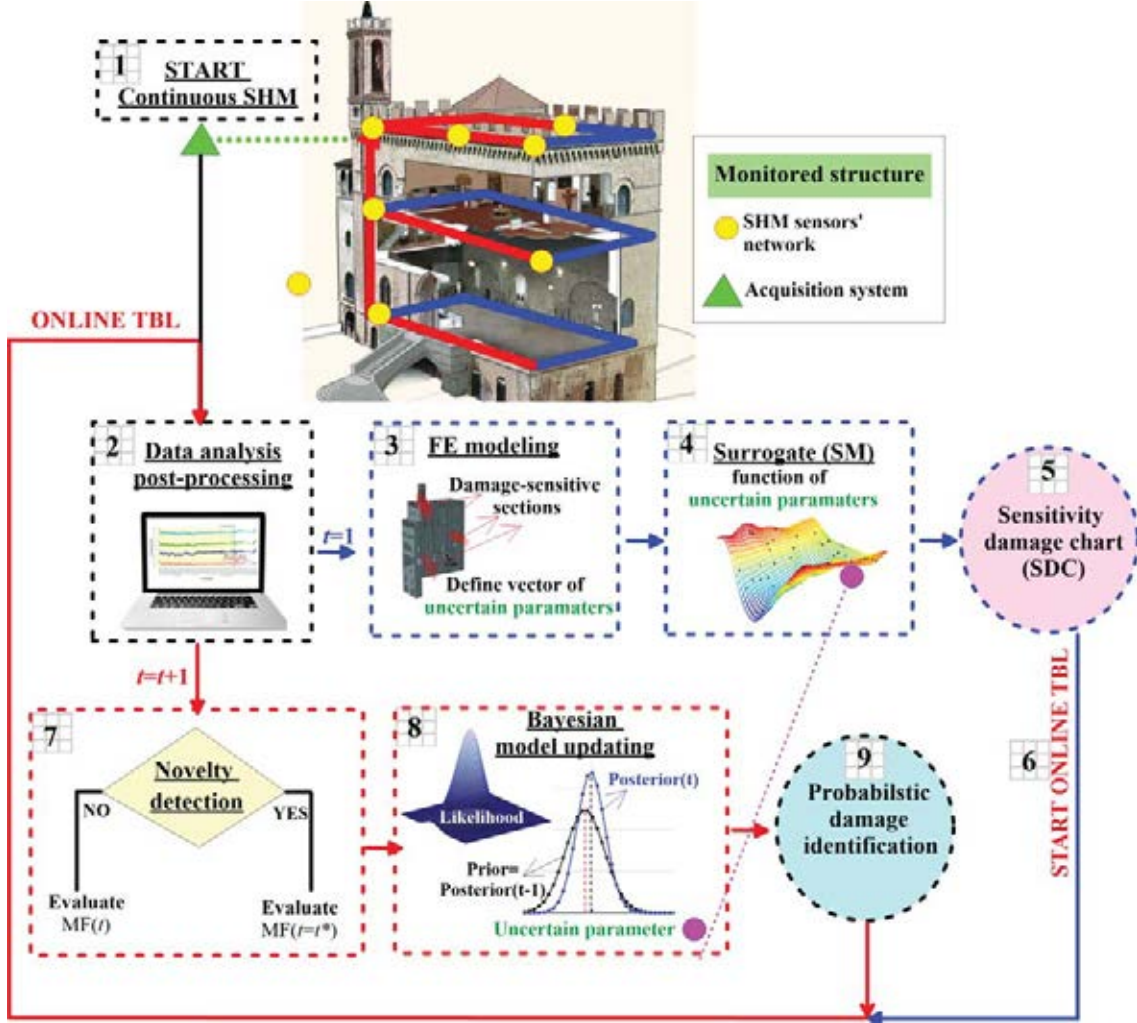 1
START
Continuous SHM
Monitored structure
SHM sensors'
network
Acquisition system
ONLINE TBL
2
Data analysis
post-processing
t=1
3
FE modeling
Damage-sensitive
sections
Define vector of
uncertain paramaters
4
Surrogate (SM)
function of
uncertain paramaters
5
Sensitivity
damage chart
(SDC)
t=t+1
7
Novelty
detection
NO
YES
Evaluate
MF(t)
Evaluate
MF(t=t*)
8
Bayesian
model updating
Posterior(t)
Likelihood
Prior=
Posterior(t-1)
Uncertain parameter
9
Probabilstic
damage
identification
6
START ONLINE TBL